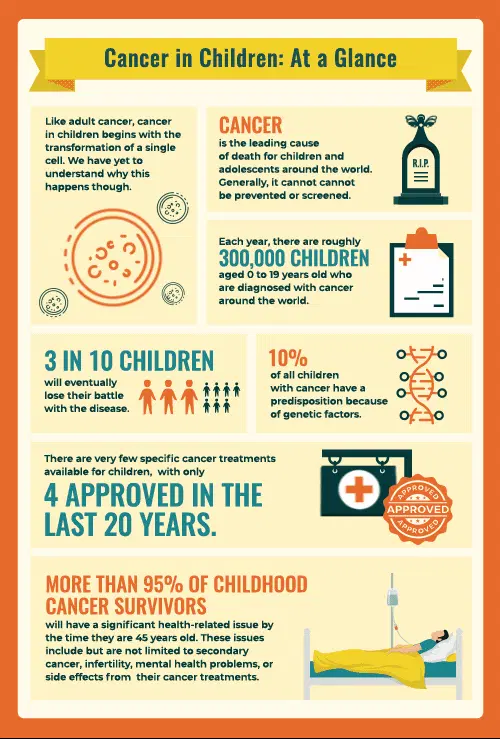 Cancer in Children: At a Glance
Like adult cancer, cancer
in children begins with the
transformation of a single
cell. We have yet to
understand why this
happens though.
CANCER
is the leading cause
of death for children and
adolescents around the world.
Generally, it cannot cannot
be prevented or screened.
R.I.P.
Each year, there are roughly
300,000 CHILDREN
aged 0 to 19 years old who
are diagnosed with cancer
around the world.
3 IN 10 CHILDREN
will eventually
lose their battle
with the disease.
10%
of all children
with cancer have a
predisposition because
of genetic factors.
There are very few specific cancer treatments
available for children, with only
4 APPROVED IN THE
LAST 20 YEARS.
APPROVED
APPROVED
APPROVED
MORE THAN 95% OF CHILDHOOD
CANCER SURVIVORS
will have a significant health-related issue by
the time they are 45 years old. These issues
include but are not limited to secondary
cancer, infertility, mental health problems, or
side effects from their cancer treatments.